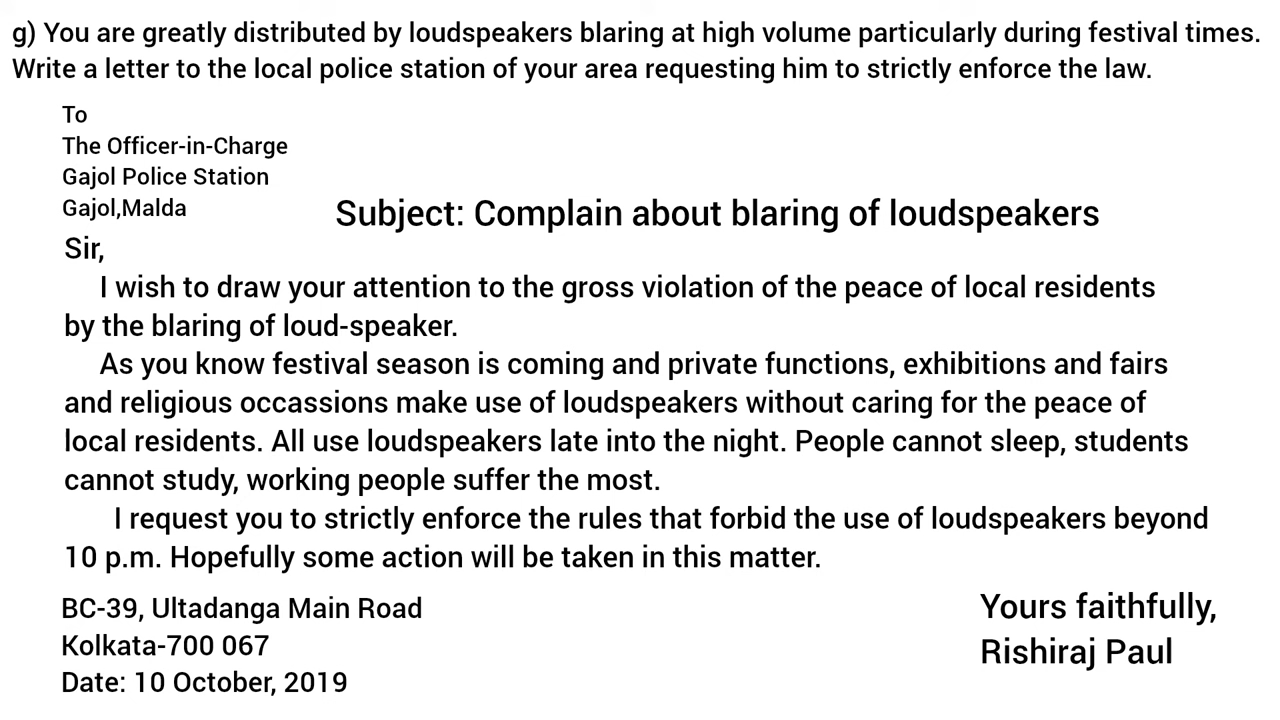 g) You are greatly distributed by loudspeakers blaring at high volume particularly during festival times.
Write a letter to the local police station of your area requesting him to strictly enforce the law.
To
The Officer-in-Charge
Gajol Police Station
Gajol,Malda
Subject: Complain about blaring of loudspeakers
Sir,
I wish to draw your attention to the gross violation of the peace of local residents
by the blaring of loud-speaker.
As you know festival season is coming and private functions, exhibitions and fairs
and religious occassions make use of loudspeakers without caring for the peace of
local residents. All use loudspeakers late into the night. People cannot sleep, students
cannot study, working people suffer the most.
I request you to strictly enforce the rules that forbid the use of loudspeakers beyond
10 p.m. Hopefully some action will be taken in this matter.
BC-39, Ultadanga Main Road
Kolkata-700 067
Date: 10 October, 2019
Yours faithfully,
Rishiraj Paul